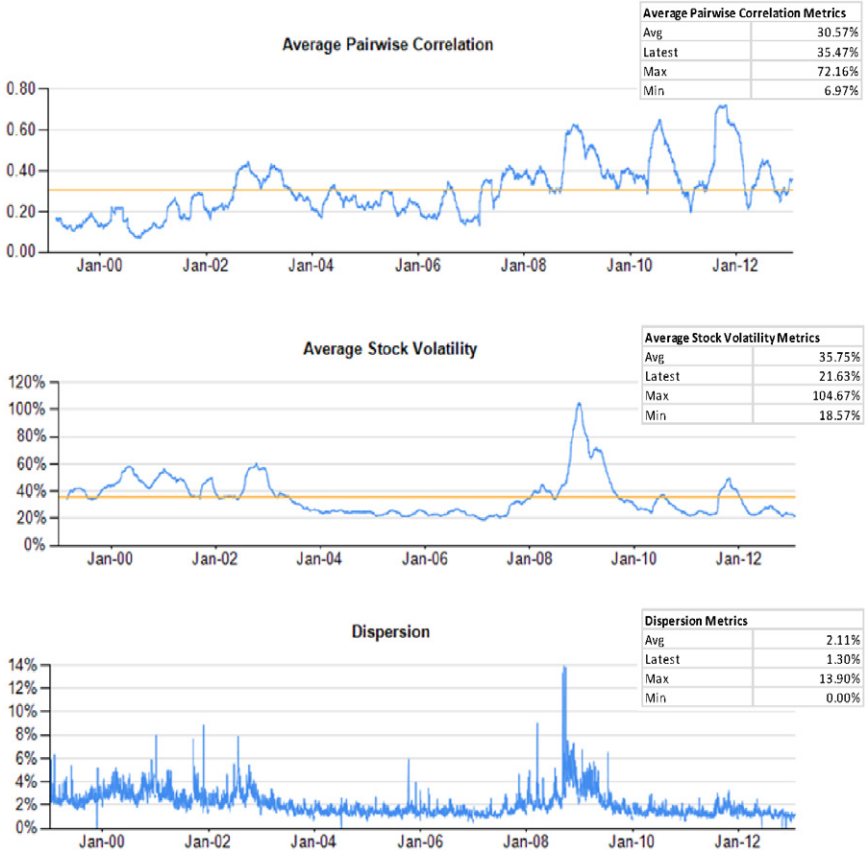 Average Pairwise Correlation Metrics
Avg 30.57%
Latest 35.47%
Max 72.16%
Min 6.97%
Average Pairwise Correlation
0.80
0.60
0.40
0.20
0.00
Jan-00 Jan-02 Jan-04 Jan-06 Jan-08 Jan-10 Jan-12
Average Stock Volatility Metrics
Avg 35.75%
Latest 21.63%
Max 104.67%
Min 18.57%
Average Stock Volatility
120%
100%
80%
60%
40%
20%
0%
Jan-00 Jan-02 Jan-04 Jan-06 Jan-08 Jan-10 Jan-12
Dispersion Metrics
Avg 2.11%
Latest 1.30%
Max 13.90%
Min 0.00%
Dispersion
14%
12%
10%
8%
6%
4%
2%
0%
Jan-00 Jan-02 Jan-04 Jan-06 Jan-08 Jan-10 Jan-12